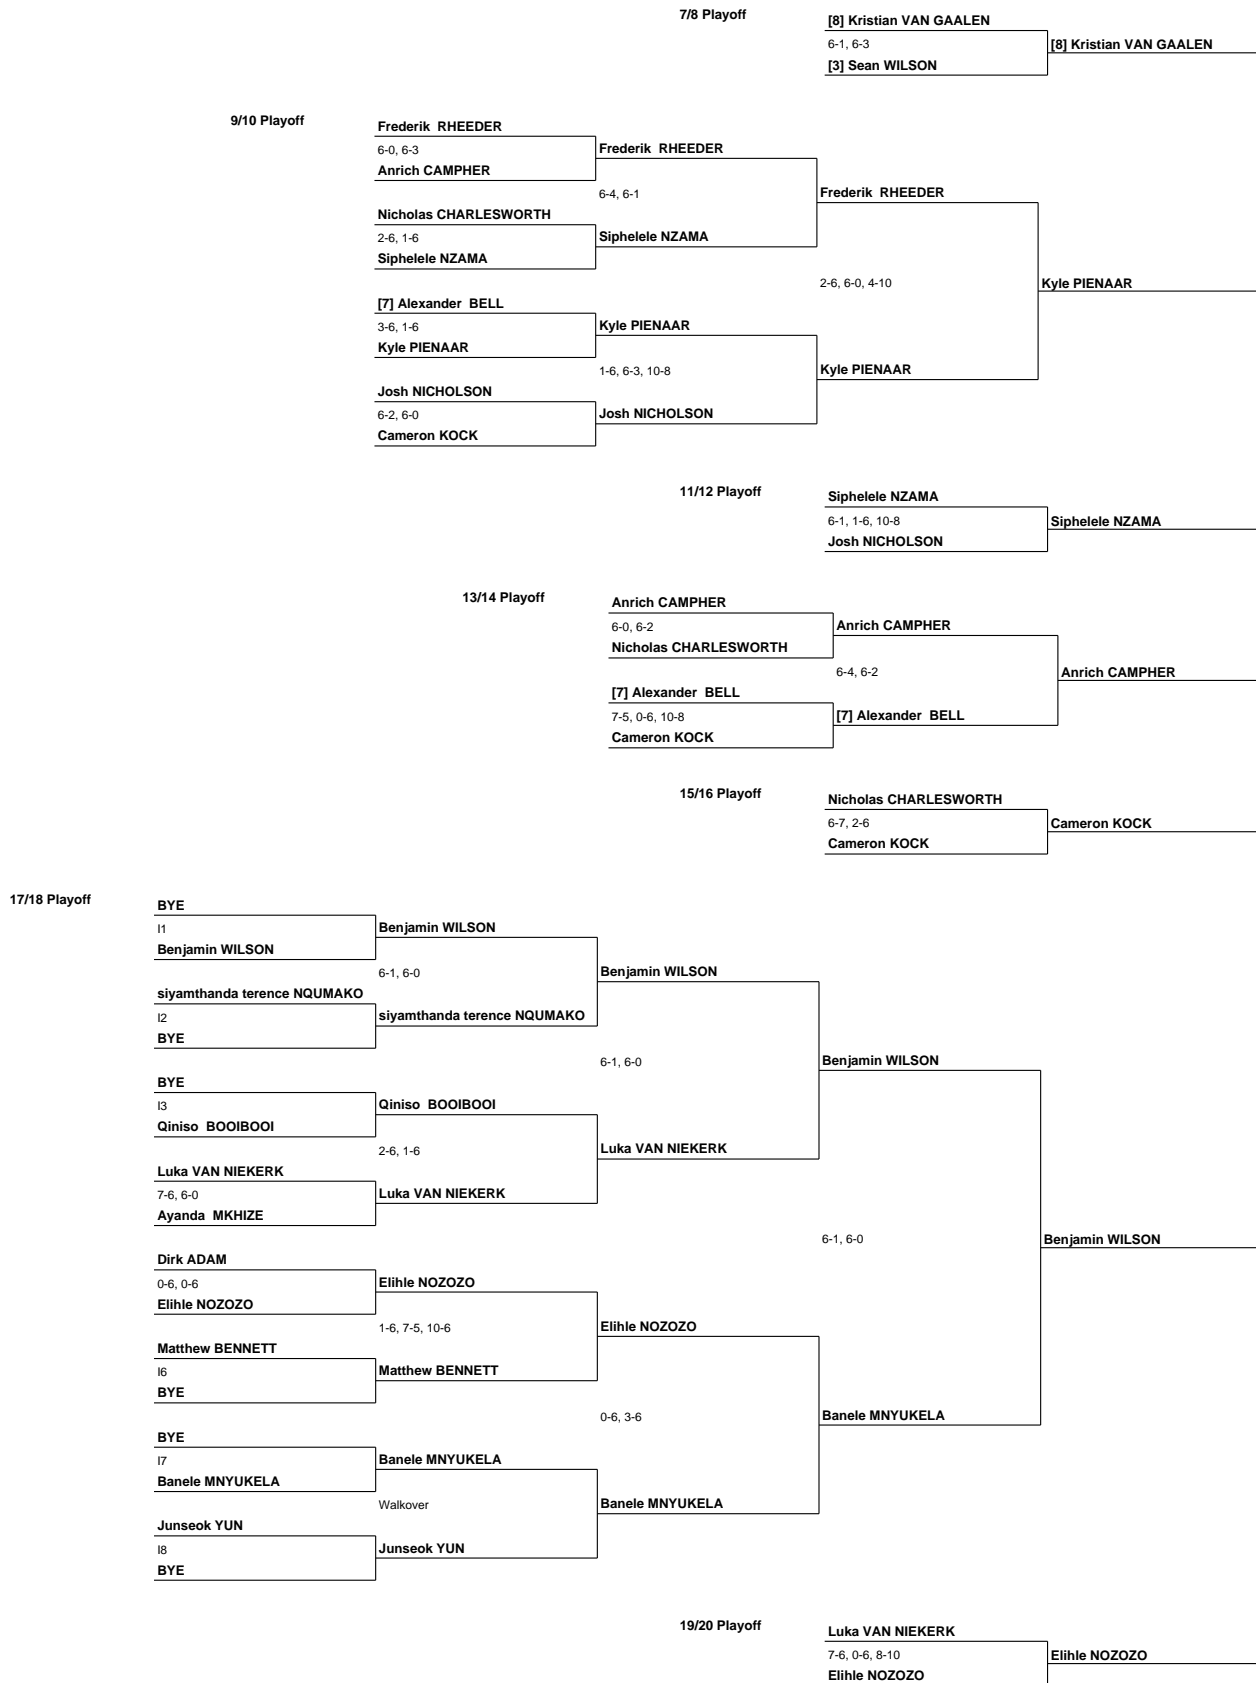 7/8 Playoff
[8] Kristian VAN GAALEN
6-1, 6-3
[8] Kristian VAN GAALEN
[3] Sean WILSON
9/10 Playoff
Frederik RHEEDER
6-0, 6-3
Frederik RHEEDER
Anrich CAMPHER
6-4, 6-1
Frederik RHEEDER
Nicholas CHARLESWORTH
2-6, 1-6
Siphelele NZAMA
Siphelele NZAMA
2-6, 6-0, 4-10
Kyle PIENAAR
[7] Alexander BELL
3-6, 1-6
Kyle PIENAAR
Kyle PIENAAR
1-6, 6-3, 10-8
Kyle PIENAAR
Josh NICHOLSON
6-2, 6-0
Josh NICHOLSON
Cameron KOCK
11/12 Playoff
Siphelele NZAMA
6-1, 1-6, 10-8
Siphelele NZAMA
Josh NICHOLSON
13/14 Playoff
Anrich CAMPHER
6-0, 6-2
Anrich CAMPHER
Nicholas CHARLESWORTH
6-4, 6-2
Anrich CAMPHER
[7] Alexander BELL
7-5, 0-6, 10-8
[7] Alexander BELL
Cameron KOCK
15/16 Playoff
Nicholas CHARLESWORTH
6-7, 2-6
Cameron KOCK
Cameron KOCK
17/18 Playoff
BYE
I1
Benjamin WILSON
Benjamin WILSON
6-1, 6-0
Benjamin WILSON
siyamthanda terence NQUMAKO
I2
siyamthanda terence NQUMAKO
BYE
6-1, 6-0
Benjamin WILSON
BYE
I3
Qiniso BOOIBOOI
Qiniso BOOIBOOI
2-6, 1-6
Luka VAN NIEKERK
Luka VAN NIEKERK
7-6, 6-0
Luka VAN NIEKERK
Ayanda MKHIZE
6-1, 6-0
Benjamin WILSON
Dirk ADAM
0-6, 0-6
Elihle NOZOZO
Elihle NOZOZO
1-6, 7-5, 10-6
Elihle NOZOZO
Matthew BENNETT
I6
Matthew BENNETT
BYE
0-6, 3-6
Banele MNYUKELA
BYE
I7
Banele MNYUKELA
Banele MNYUKELA
Walkover
Banele MNYUKELA
Junseok YUN
I8
Junseok YUN
BYE
19/20 Playoff
Luka VAN NIEKERK
7-6, 0-6, 8-10
Elihle NOZOZO
Elihle NOZOZO